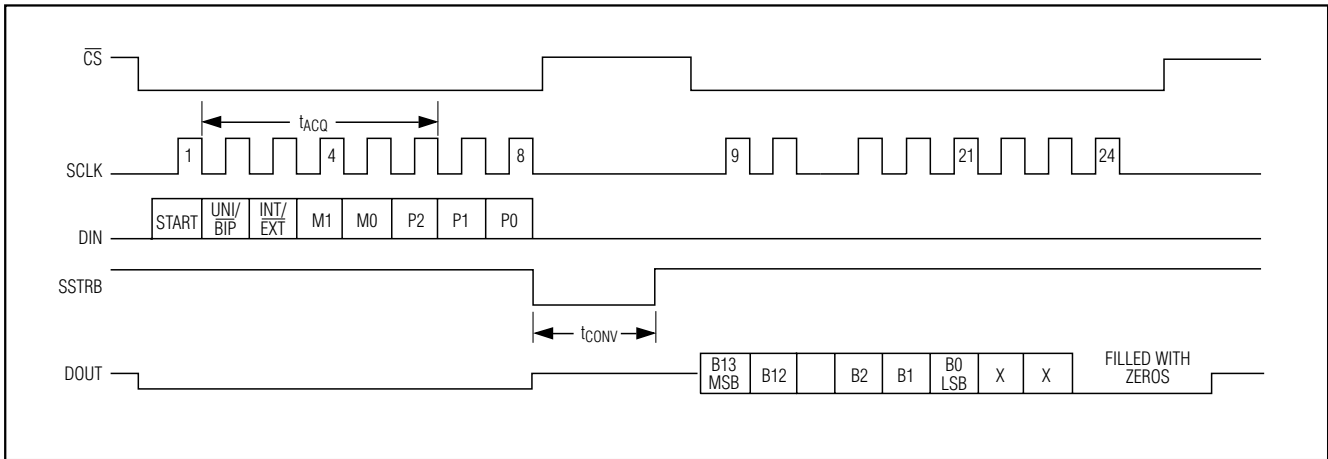 CS
tACQ
SCLK 1 4 8 9 21 24
DIN START UNI/ INT/ M1 M0 P2 P1 P0
BIP EXT
SSTRB
tCONV
DOUT B13 B12 B2 B1 B0 X X FILLED WITH
MSB LSB ZEROS